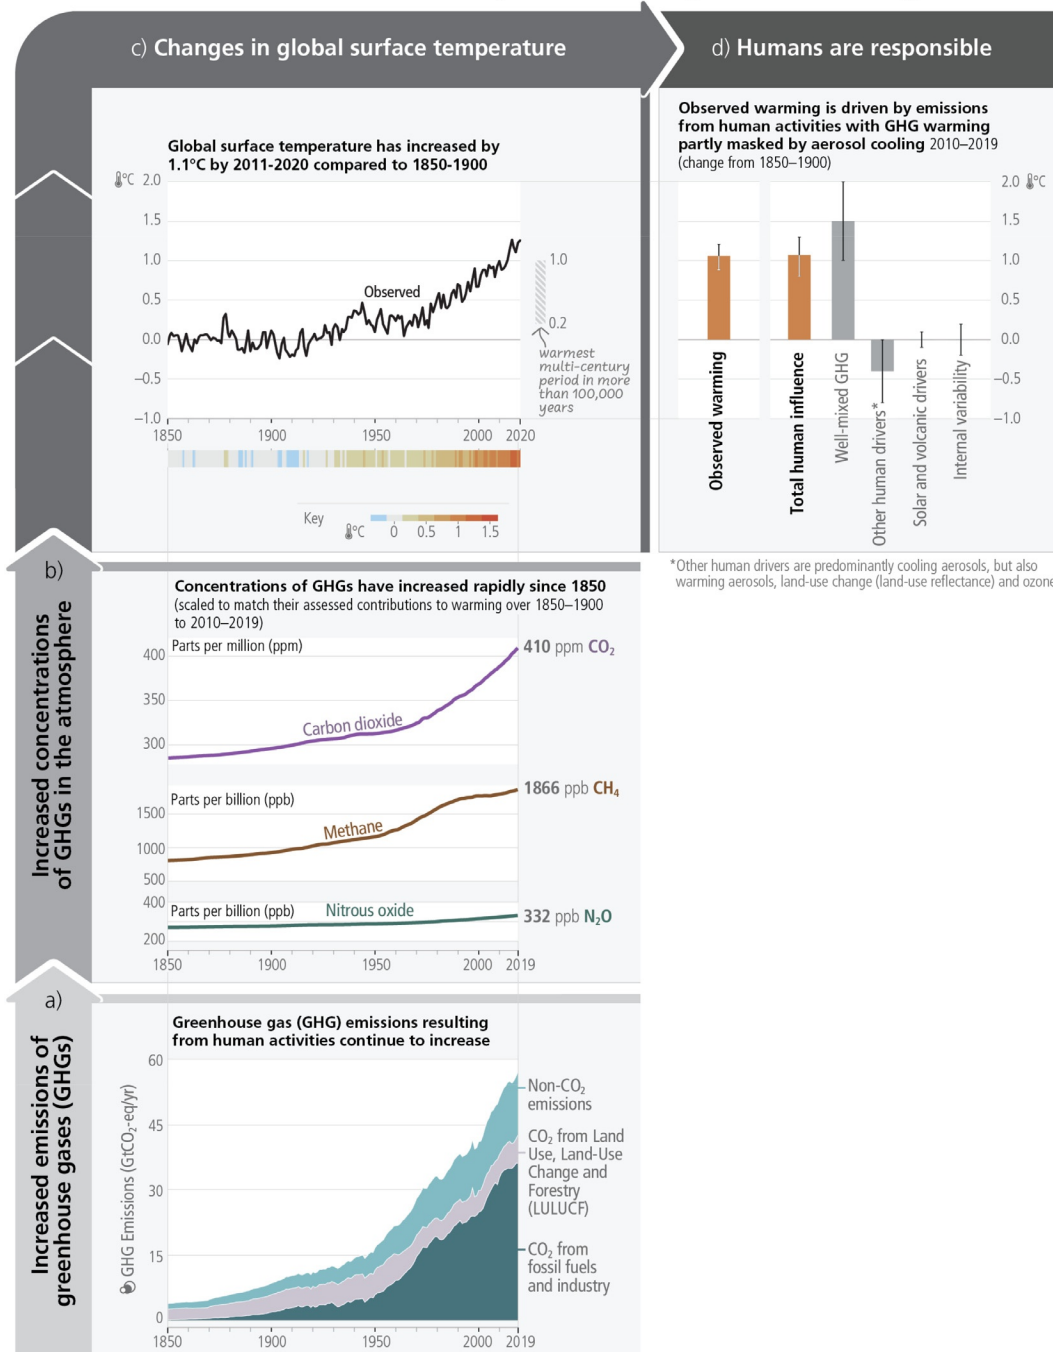 c) Changes in global surface temperature
d) Humans are responsible
Global surface temperature has increased by
1.1°C by 2011-2020 compared to 1850-1900
°C 2.0
1.5
1.0
0.5
0.0
–0.5
–1.0
Observed
1.0
0.2
warmest
multi-century
period in more
than 100,000
years
1850 1900 1950 2000 2020
Key
°C 0 0.5 1 1.5
Observed warming is driven by emissions
from human activities with GHG warming
partly masked by aerosol cooling 2010–2019
(change from 1850–1900)
2.0 °C
1.5
1.0
0.5
0.0
–0.5
–1.0
Observed warming
Total human influence
Well-mixed GHG
Other human drivers*
Solar and volcanic drivers
Internal variability
*Other human drivers are predominantly cooling aerosols, but also
warming aerosols, land-use change (land-use reflectance) and ozone
b)
Increased concentrations
of GHGs in the atmosphere
Concentrations of GHGs have increased rapidly since 1850
(scaled to match their assessed contributions to warming over 1850–1900
to 2010–2019)
Parts per million (ppm)
400
350
300
Carbon dioxide
410 ppm CO₂
Parts per billion (ppb)
1500
1000
500
Methane
1866 ppb CH₄
400
Parts per billion (ppb)
200
Nitrous oxide
332 ppb N₂O
1850 1900 1950 2000 2019
a)
Increased emissions of
greenhouse gases (GHGs)
Greenhouse gas (GHG) emissions resulting
from human activities continue to increase
GHG Emissions (GtCO₂-eq/yr)
60
45
30
15
0
Non-CO₂
emissions
CO₂ from Land
Use, Land-Use
Change and
Forestry
(LULUCF)
CO₂ from
fossil fuels
and industry
1850 1900 1950 2000 2019